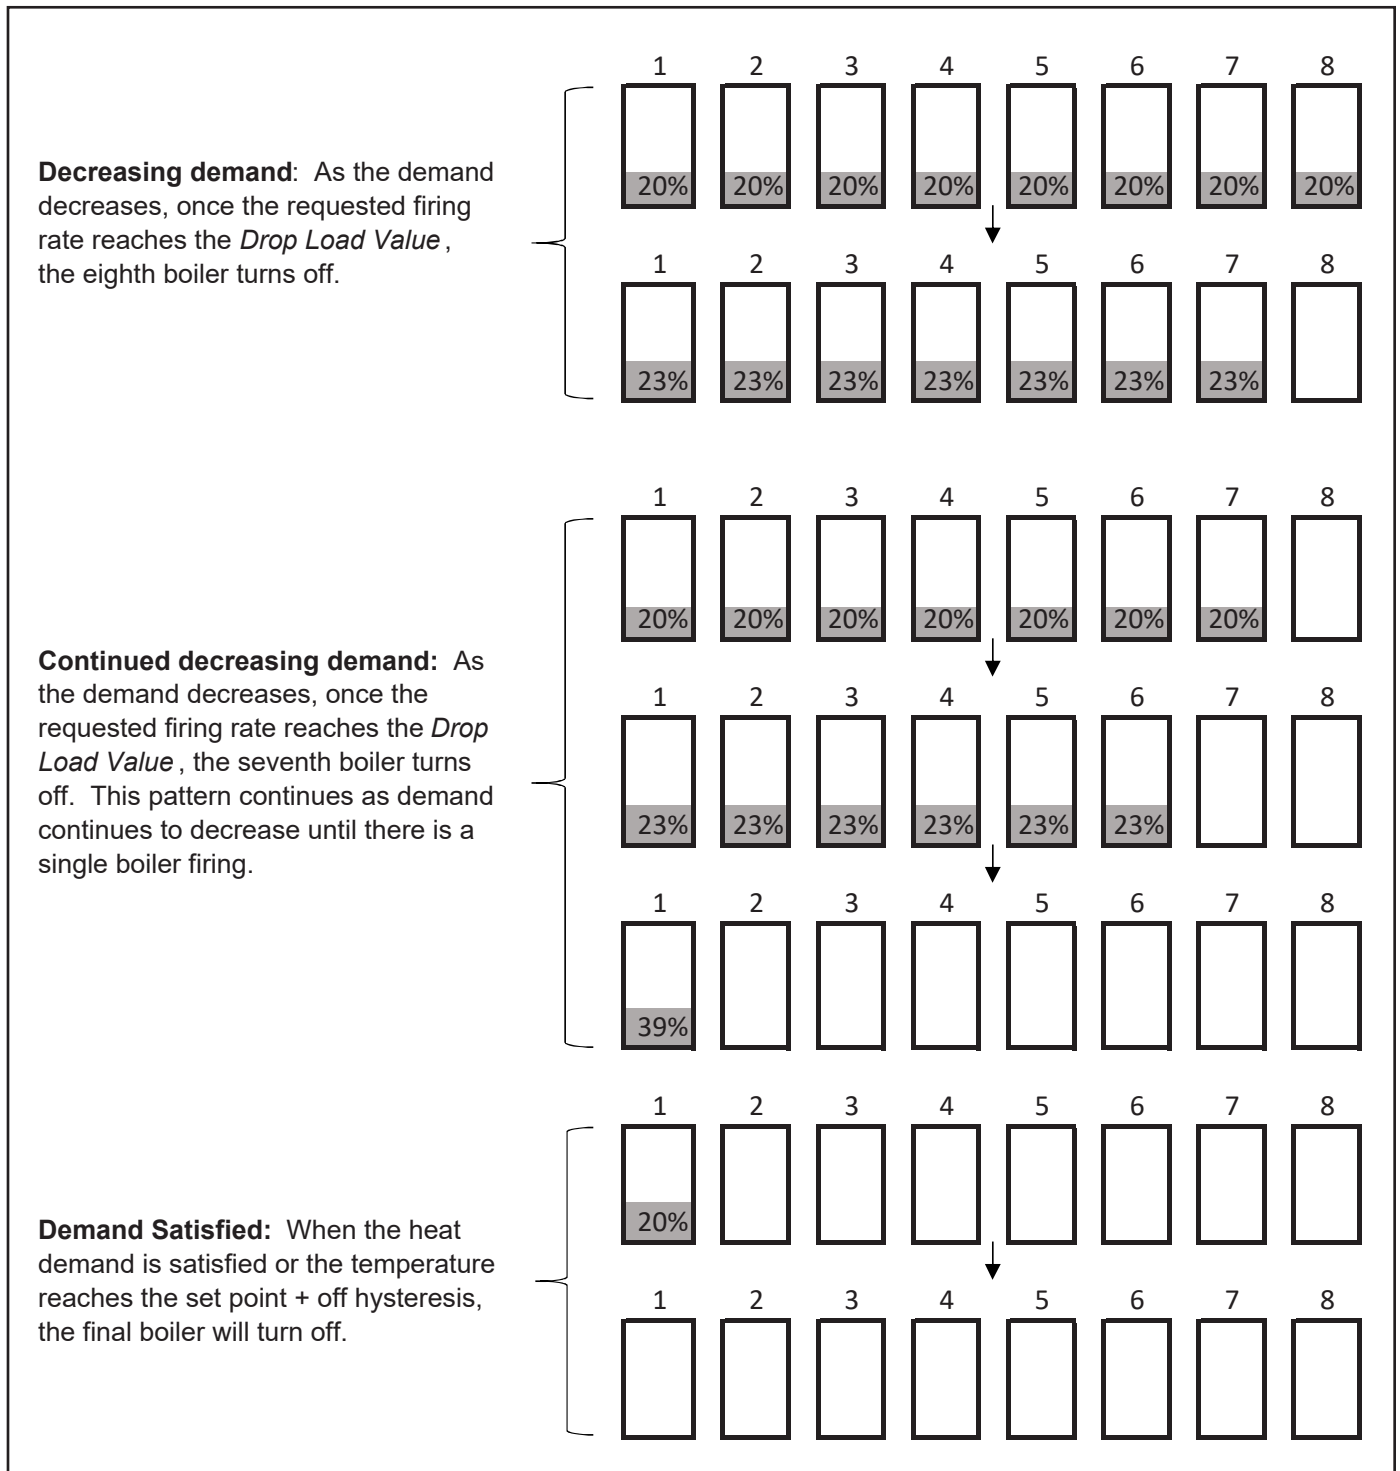 1 2 3 4 5 6 7 8
20% 20% 20% 20% 20% 20% 20% 20%
Decreasing demand: As the demand
decreases, once the requested firing
rate reaches the Drop Load Value,
the eighth boiler turns off.
1 2 3 4 5 6 7 8
23% 23% 23% 23% 23% 23% 23%
1 2 3 4 5 6 7 8
20% 20% 20% 20% 20% 20% 20%
Continued decreasing demand: As
the demand decreases, once the
requested firing rate reaches the Drop
Load Value, the seventh boiler turns
off. This pattern continues as demand
continues to decrease until there is a
single boiler firing.
1 2 3 4 5 6 7 8
23% 23% 23% 23% 23% 23%
1 2 3 4 5 6 7 8
39%
1 2 3 4 5 6 7 8
20%
Demand Satisfied: When the heat
demand is satisfied or the temperature
reaches the set point + off hysteresis,
the final boiler will turn off.
1 2 3 4 5 6 7 8